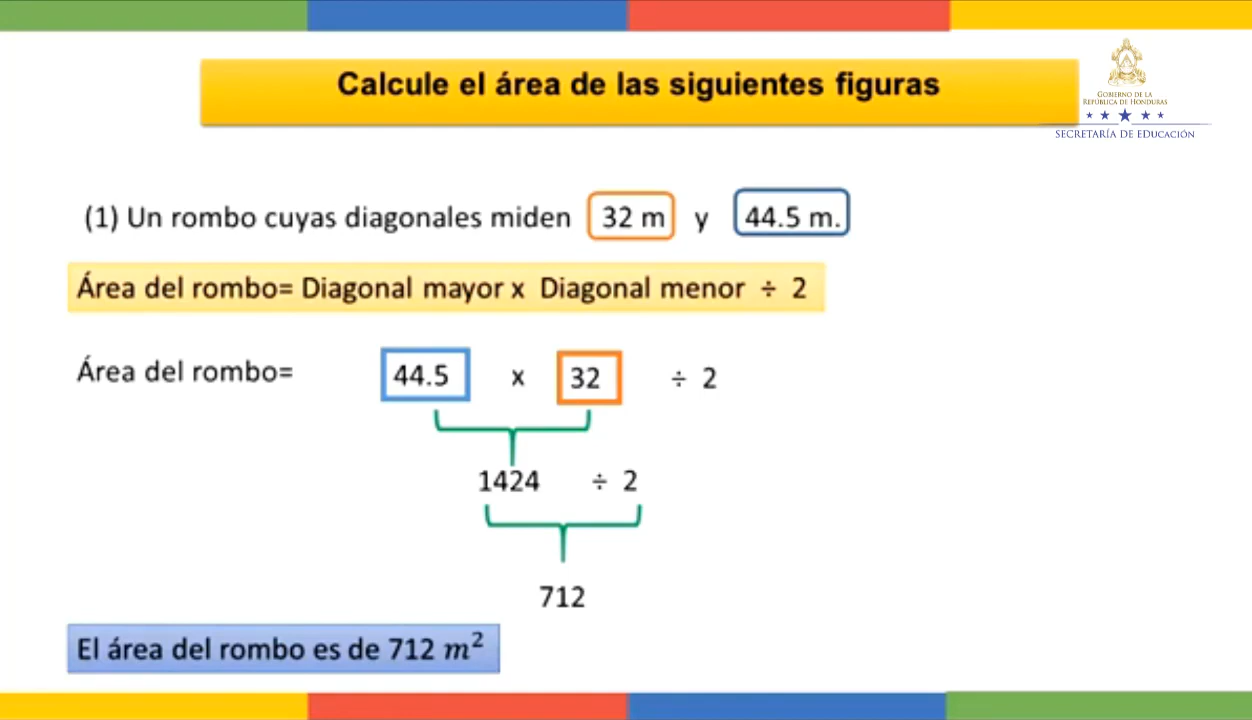 Calcule el área de las siguientes figuras
GOBIERNO DE LA
REPÚBLICA DE HONDURAS
SECRETARÍA DE EDUCACIÓN
(1) Un rombo cuyas diagonales miden 32 m y 44.5 m.
Área del rombo= Diagonal mayor x Diagonal menor ÷ 2
Área del rombo= 44.5 x 32 ÷ 2
1424 ÷ 2
712
El área del rombo es de 712 m²